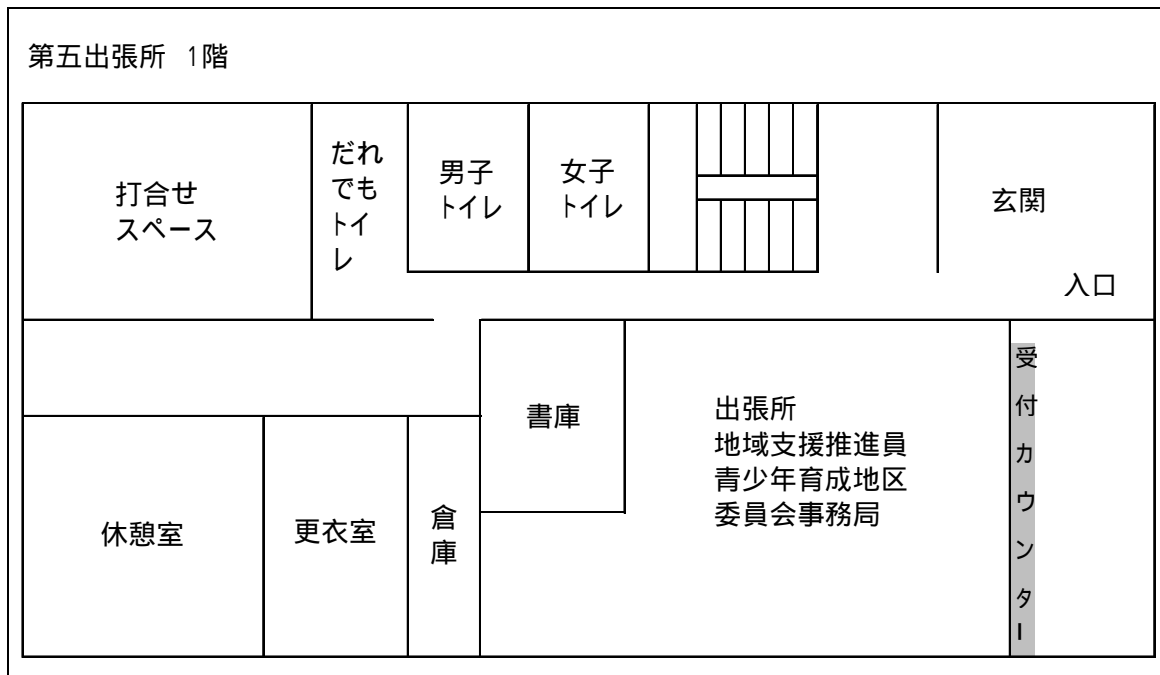 第五出張所 1階
打合せ
スペース
だれ
でも
トイ
レ
男子
トイレ
女子
トイレ
玄関
入口
受付カウンター
書庫
出張所
地域支援推進員
青少年育成地区
委員会事務局
休憩室
更衣室
倉庫